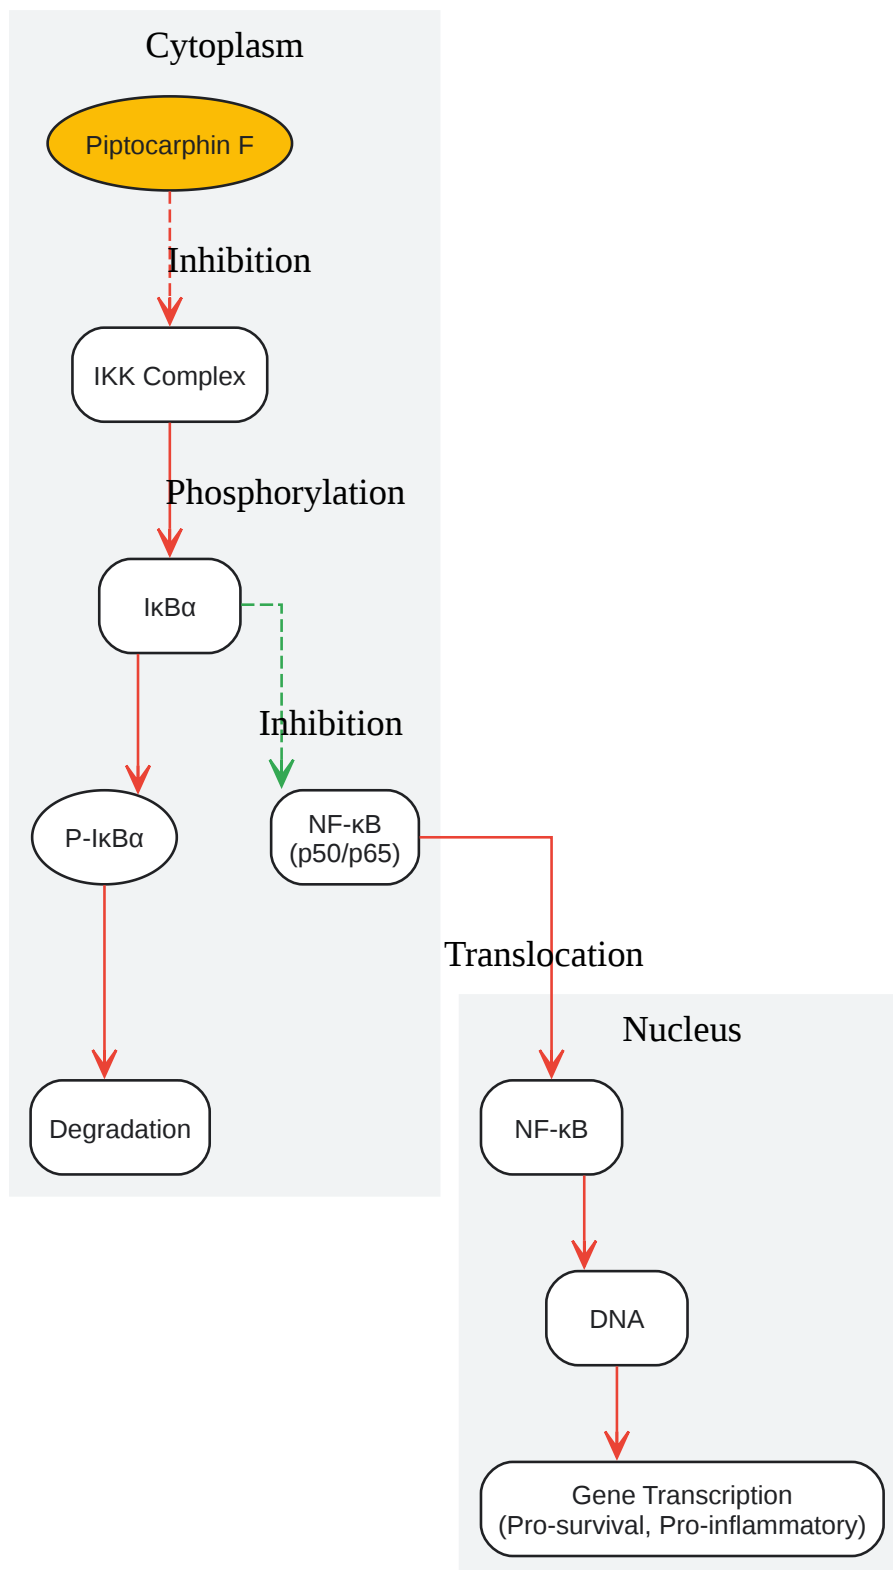 Cytoplasm
Piptocarphin F
Inhibition
IKK Complex
Phosphorylation
IκBα
Inhibition
P-IκBα
NF-κB
(p50/p65)
Translocation
Nucleus
Degradation
NF-κB
DNA
Gene Transcription
(Pro-survival, Pro-inflammatory)